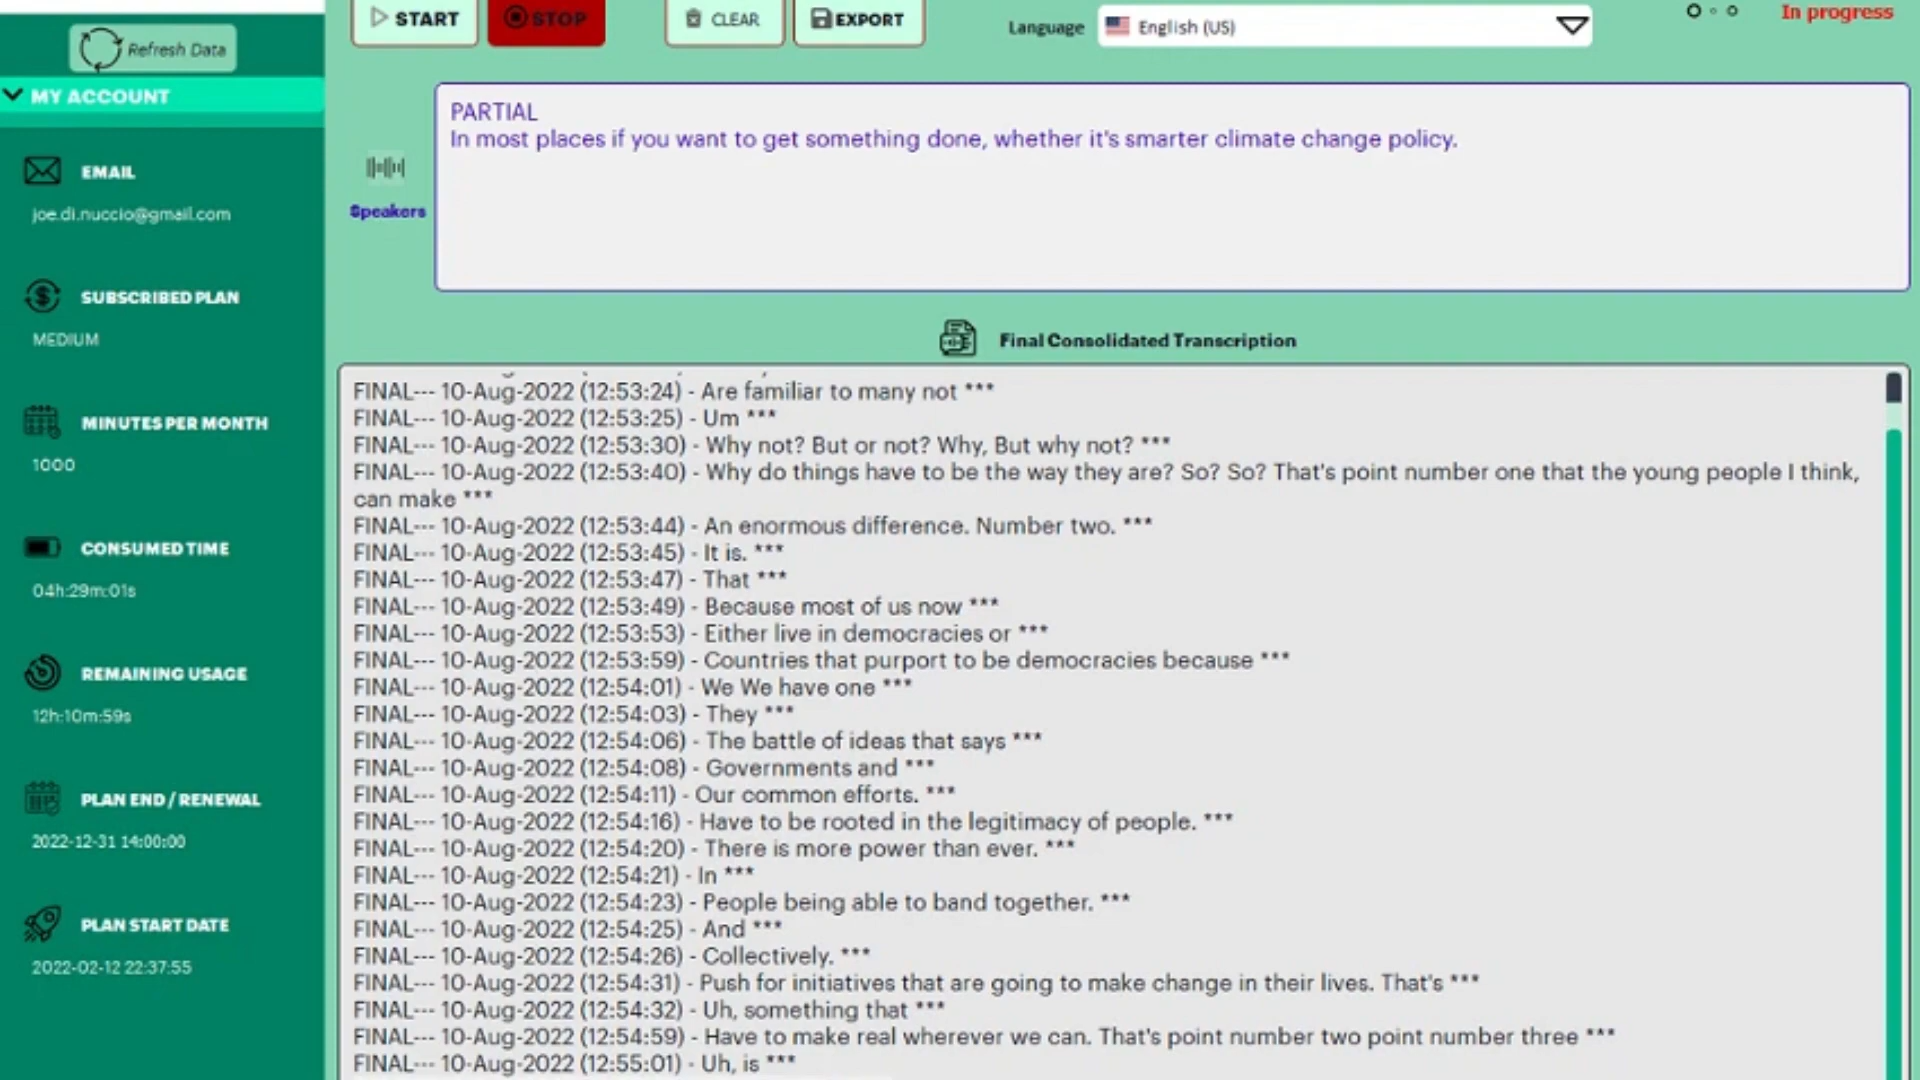 START
STOP
CLEAR
EXPORT
Language
English (US)
In progress
Refresh Data
MY ACCOUNT
EMAIL
joe.di.nuccio@gmail.com
SUBSCRIBED PLAN
MEDIUM
MINUTES PER MONTH
1000
CONSUMED TIME
04h:29m:01s
REMAINING USAGE
12h:10m:59s
PLAN END / RENEWAL
2022-12-31 14:00:00
PLAN START DATE
2022-02-12 22:37:55
Speakers
PARTIAL
In most places if you want to get something done, whether it's smarter climate change policy.
Final Consolidated Transcription
FINAL--- 10-Aug-2022 (12:53:24) - Are familiar to many not ***
FINAL--- 10-Aug-2022 (12:53:25) - Um ***
FINAL--- 10-Aug-2022 (12:53:30) - Why not? But or not? Why, But why not? ***
FINAL--- 10-Aug-2022 (12:53:40) - Why do things have to be the way they are? So? So? That's point number one that the young people I think,
can make ***
FINAL--- 10-Aug-2022 (12:53:44) - An enormous difference. Number two. ***
FINAL--- 10-Aug-2022 (12:53:45) - It is. ***
FINAL--- 10-Aug-2022 (12:53:47) - That ***
FINAL--- 10-Aug-2022 (12:53:49) - Because most of us now ***
FINAL--- 10-Aug-2022 (12:53:53) - Either live in democracies or ***
FINAL--- 10-Aug-2022 (12:53:59) - Countries that purport to be democracies because ***
FINAL--- 10-Aug-2022 (12:54:01) - We We have one ***
FINAL--- 10-Aug-2022 (12:54:03) - They ***
FINAL--- 10-Aug-2022 (12:54:06) - The battle of ideas that says ***
FINAL--- 10-Aug-2022 (12:54:08) - Governments and ***
FINAL--- 10-Aug-2022 (12:54:11) - Our common efforts. ***
FINAL--- 10-Aug-2022 (12:54:16) - Have to be rooted in the legitimacy of people. ***
FINAL--- 10-Aug-2022 (12:54:20) - There is more power than ever. ***
FINAL--- 10-Aug-2022 (12:54:21) - In ***
FINAL--- 10-Aug-2022 (12:54:23) - People being able to band together. ***
FINAL--- 10-Aug-2022 (12:54:25) - And ***
FINAL--- 10-Aug-2022 (12:54:26) - Collectively. ***
FINAL--- 10-Aug-2022 (12:54:31) - Push for initiatives that are going to make change in their lives. That's ***
FINAL--- 10-Aug-2022 (12:54:32) - Uh, something that ***
FINAL--- 10-Aug-2022 (12:54:59) - Have to make real wherever we can. That's point number two point number three ***
FINAL--- 10-Aug-2022 (12:55:01) - Uh, is ***